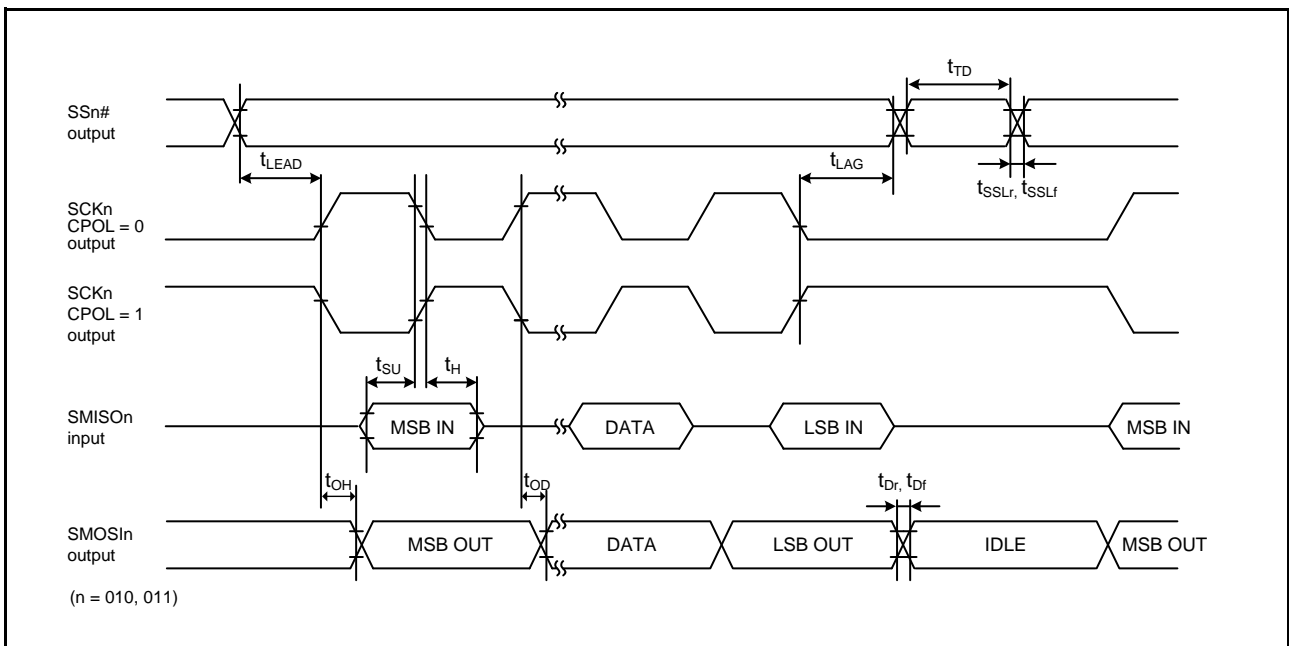 tTD
SSn#
output
tLEAD
tLAG
tSSLr, tSSLf
SCKn
CPOL = 0
output
SCKn
CPOL = 1
output
tSU
tH
SMISOn
input
MSB IN
DATA
LSB IN
MSB IN
tOH
tOD
tDr, tDf
SMOSIn
output
MSB OUT
DATA
LSB OUT
IDLE
MSB OUT
(n = 010, 011)